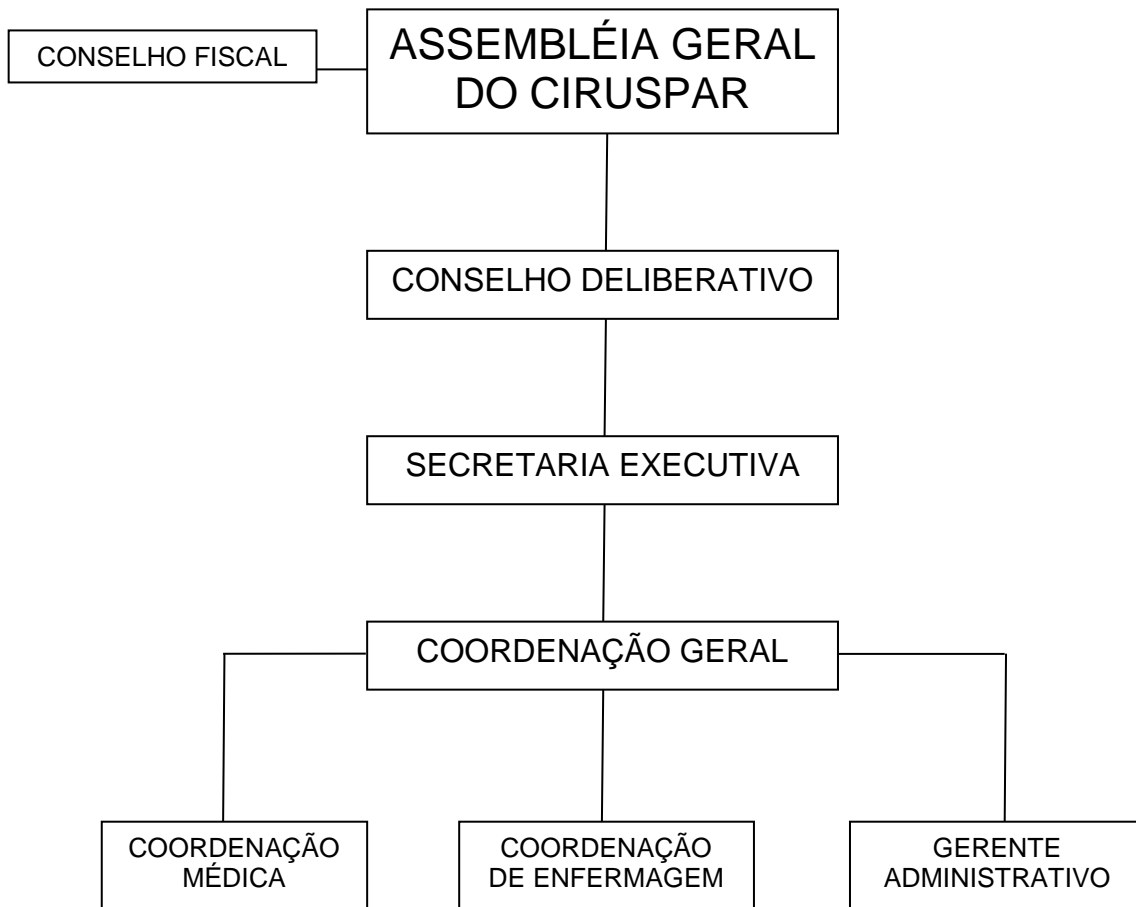 CONSELHO FISCAL
ASSEMBLÉIA GERAL
DO CIRUSPAR
CONSELHO DELIBERATIVO
SECRETARIA EXECUTIVA
COORDENAÇÃO GERAL
COORDENAÇÃO
MÉDICA
COORDENAÇÃO
DE ENFERMAGEM
GERENTE
ADMINISTRATIVO